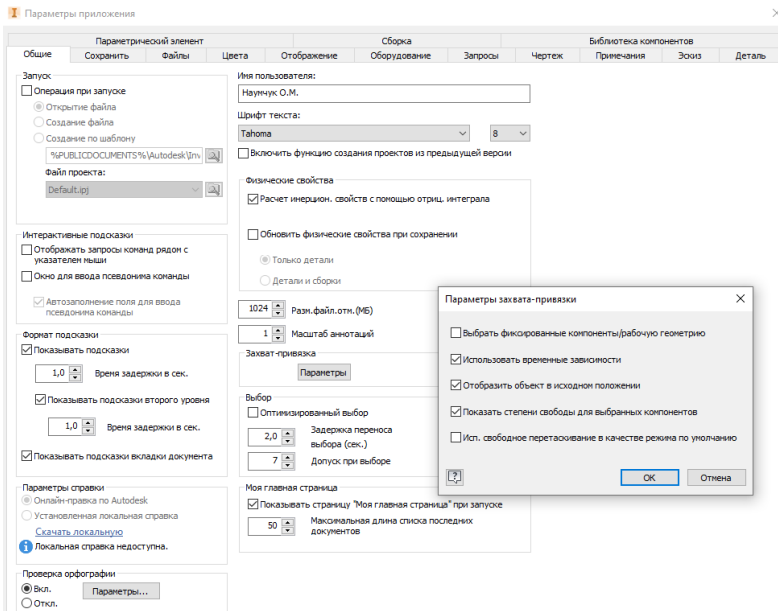 Параметры приложения
Параметрический элемент
Сборка
Библиотека компонентов
Общие
Сохранить
Файлы
Цвета
Отображение
Оборудование
Запросы
Чертеж
Примечания
Эскиз
Деталь
Запуск
Операция при запуске
Открытие файла
Создание файла
Создание по шаблону
%PUBLICDOCUMENTS%\Autodesk\Inv
Файл проекта:
Default.ipj
Интерактивные подсказки
Отображать запросы команд рядом с
указателем мыши
Окно для ввода псевдонима команды
Автозаполнение поля для ввода
псевдонима команды
Формат подсказки
Показывать подсказки
1,0
Время задержки в сек.
Показывать подсказки второго уровня
1,0
Время задержки в сек.
Показывать подсказки вкладки документа
Параметры справки
Онлайн-правка по Autodesk
Установленная локальная справка
Скачать локальную
Локальная справка недоступна.
Проверка орфографии
Вкл.
Параметры...
Откл.
Имя пользователя:
Наумчук О.М.
Шрифт текста:
Tahoma
8
Включить функцию создания проектов из предыдущей версии
Физические свойства
Расчет инерцион. свойств с помощью отриц. интеграла
Обновить физические свойства при сохранении
Только детали
Детали и сборки
1024
Разм.файл.отм.(МБ)
1
Масштаб аннотаций
Захват-привязка
Параметры
Выбор
Оптимизированный выбор
2,0
Задержка переноса
выбора (сек.)
7
Допуск при выборе
Моя главная страница
Показывать страницу "Моя главная страница" при запуске
50
Максимальная длина списка последних
документов
Параметры захвата-привязки
Выбрать фиксированные компоненты/рабочую геометрию
Использовать временные зависимости
Отобразить объект в исходном положении
Показать степени свободы для выбранных компонентов
Исп. свободное перетаскивание в качестве режима по умолчанию
OK
Отмена